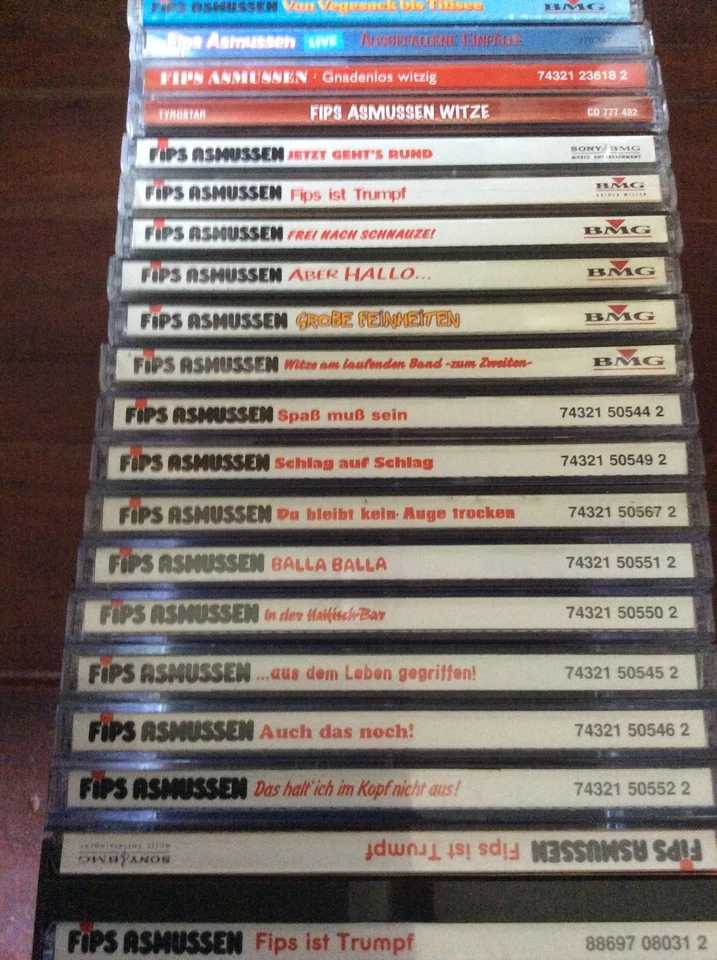 FiPS ASMUSSEN Von Vegesack bis Titisee BMG
Fips Asmussen LIVE Ausgefallene Einfälle
FIPS ASMUSSEN · Gnadenlos witzig 74321 23618 2
TYROSTAR FIPS ASMUSSEN WITZE CD 777 482
FiPS ASMUSSEN JETZT GEHT'S RUND SONY BMG MUSIC ENTERTAINMENT
FiPS ASMUSSEN Fips ist Trumpf BMG
FiPS ASMUSSEN FREI NACH SCHNAUZE! BMG
FiPS ASMUSSEN ABER HALLO... BMG
FiPS ASMUSSEN GROBE FEINHEITEN BMG
FiPS ASMUSSEN Witze am laufenden Band -zum Zweiten- BMG
FiPS ASMUSSEN Spaß muß sein 74321 50544 2
FiPS ASMUSSEN Schlag auf Schlag 74321 50549 2
FiPS ASMUSSEN Du bleibt kein Auge trocken 74321 50567 2
FiPS ASMUSSEN BALLA BALLA 74321 50551 2
FiPS ASMUSSEN In der Haifisch-Bar 74321 50550 2
FiPS ASMUSSEN ...aus dem Leben gegriffen! 74321 50545 2
FiPS ASMUSSEN Auch das noch! 74321 50546 2
FiPS ASMUSSEN Das halt' ich im Kopf nicht aus! 74321 50552 2
FiPS ASMUSSEN Fips ist Trumpf SONY BMG MUSIC ENTERTAINMENT
FiPS ASMUSSEN Fips ist Trumpf 88697 08031 2